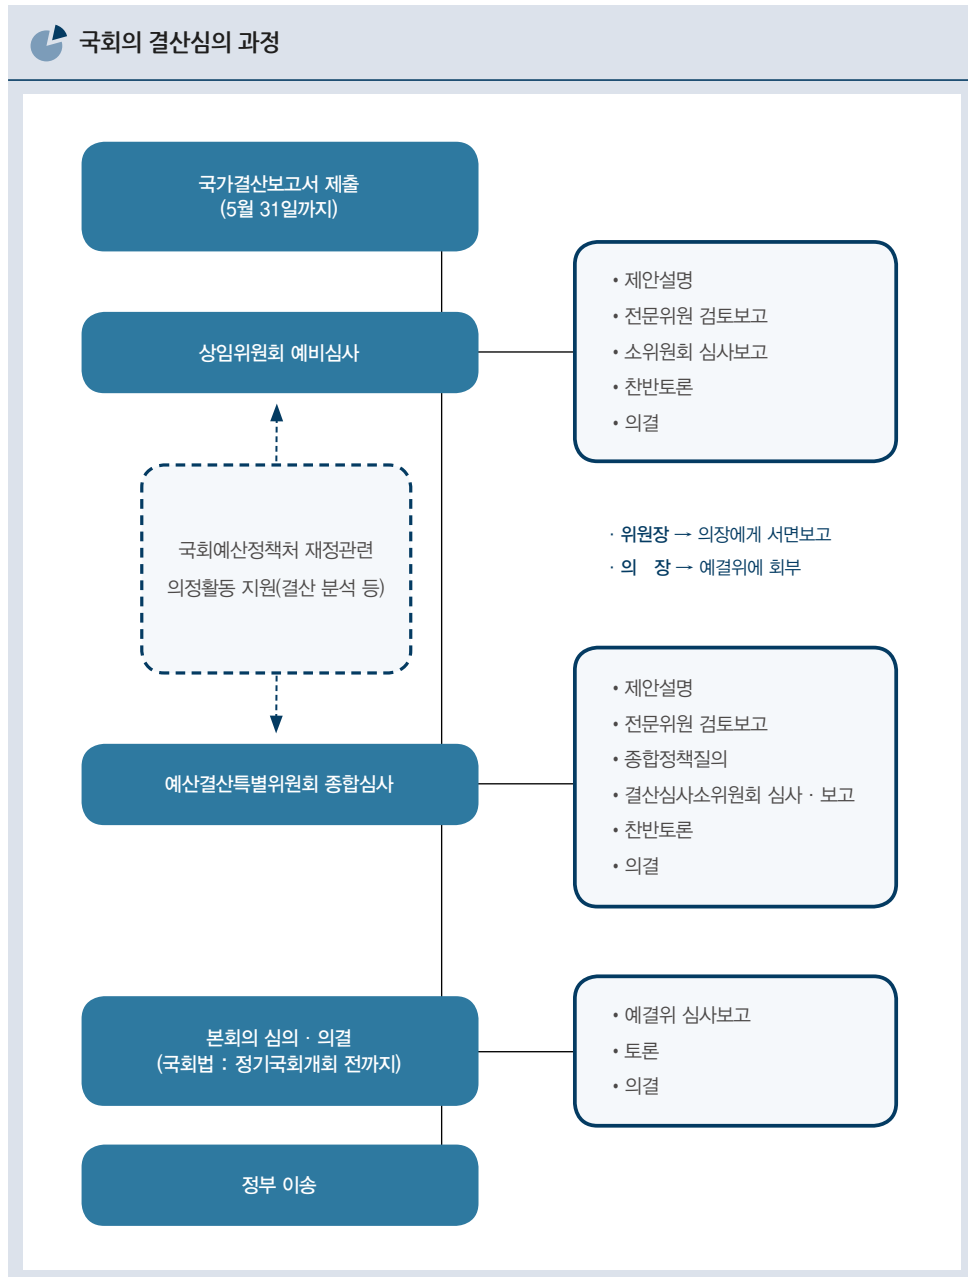 국회의 결산심의 과정
국가결산보고서 제출
(5월 31일까지)
상임위원회 예비심사
• 제안설명
• 전문위원 검토보고
• 소위원회 심사보고
• 찬반토론
• 의결
국회예산정책처 재정관련
의정활동 지원(결산 분석 등)
· 위원장 → 의장에게 서면보고
· 의 장 → 예결위에 회부
예산결산특별위원회 종합심사
• 제안설명
• 전문위원 검토보고
• 종합정책질의
• 결산심사소위원회 심사 · 보고
• 찬반토론
• 의결
본회의 심의 · 의결
(국회법 : 정기국회개회 전까지)
• 예결위 심사보고
• 토론
• 의결
정부 이송